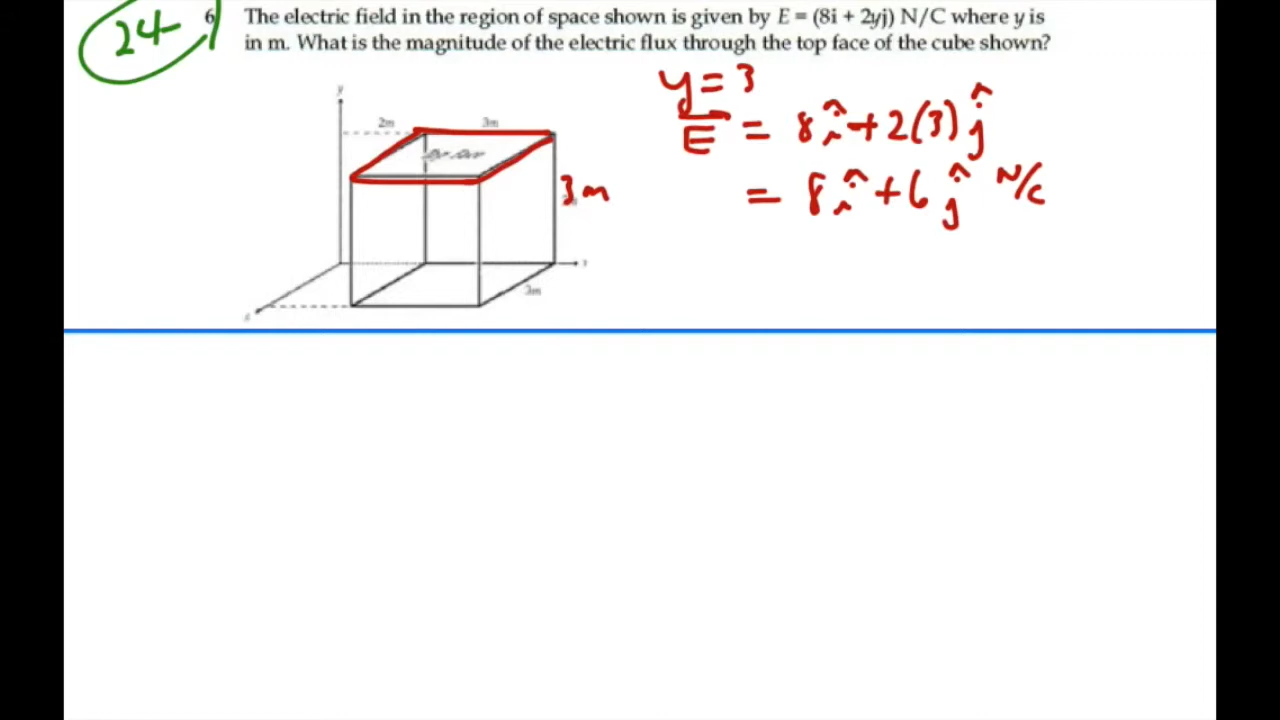 24
6 The electric field in the region of space shown is given by E = (8i + 2yj) N/C where y is
in m. What is the magnitude of the electric flux through the top face of the cube shown?
y = 3
E = 8î + 2(3)ĵ
= 8î + 6ĵ N/C
y
2m 3m
3m
3m